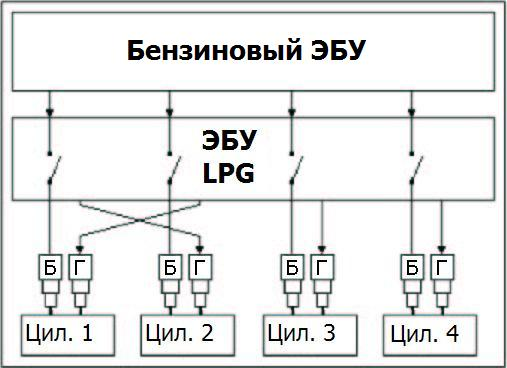 Бензиновый ЭБУ
ЭБУ
LPG
Б Г Б Г Б Г Б Г
Цил. 1 Цил. 2 Цил. 3 Цил. 4